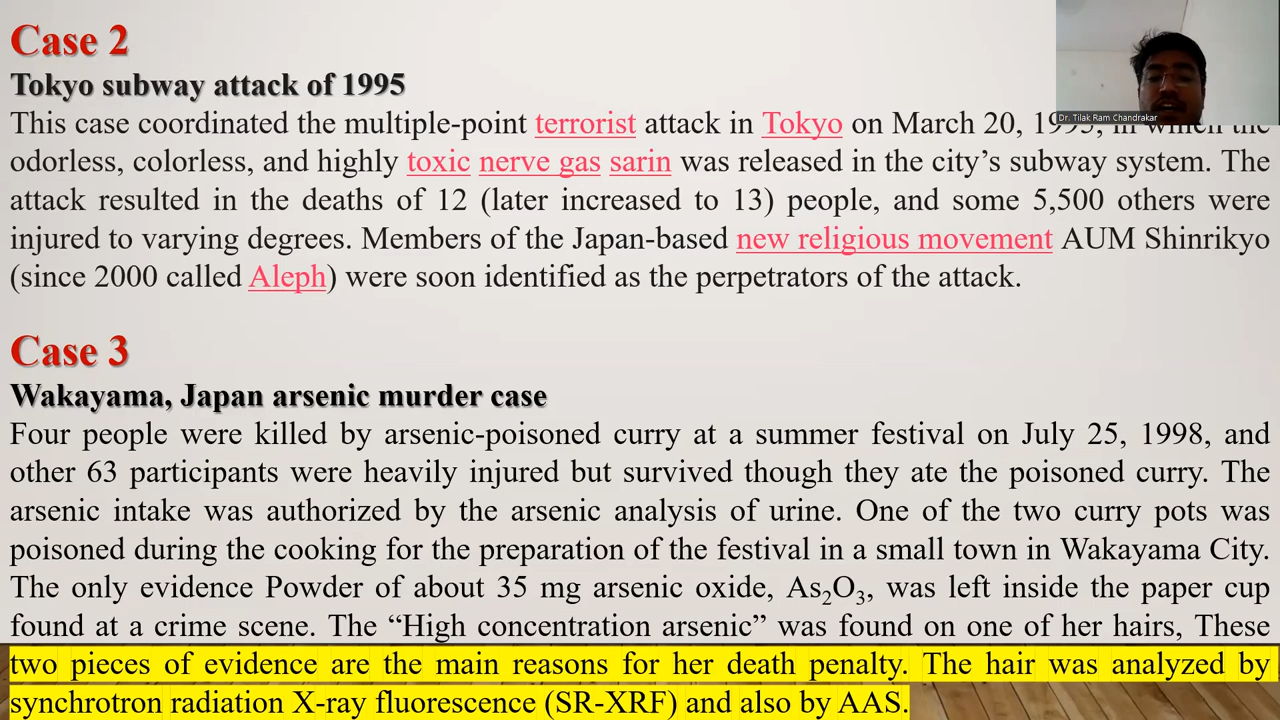 Case 2
Tokyo subway attack of 1995
Dr. Tilak Ram Chandrakar
This case coordinated the multiple-point terrorist attack in Tokyo on March 20, 1995, in which the
odorless, colorless, and highly toxic nerve gas sarin was released in the city's subway system. The
attack resulted in the deaths of 12 (later increased to 13) people, and some 5,500 others were
injured to varying degrees. Members of the Japan-based new religious movement AUM Shinrikyo
(since 2000 called Aleph) were soon identified as the perpetrators of the attack.
Case 3
Wakayama, Japan arsenic murder case
Four people were killed by arsenic-poisoned curry at a summer festival on July 25, 1998, and
other 63 participants were heavily injured but survived though they ate the poisoned curry. The
arsenic intake was authorized by the arsenic analysis of urine. One of the two curry pots was
poisoned during the cooking for the preparation of the festival in a small town in Wakayama City.
The only evidence Powder of about 35 mg arsenic oxide, As₂O₃, was left inside the paper cup
found at a crime scene. The “High concentration arsenic” was found on one of her hairs, These
two pieces of evidence are the main reasons for her death penalty. The hair was analyzed by
synchrotron radiation X-ray fluorescence (SR-XRF) and also by AAS.